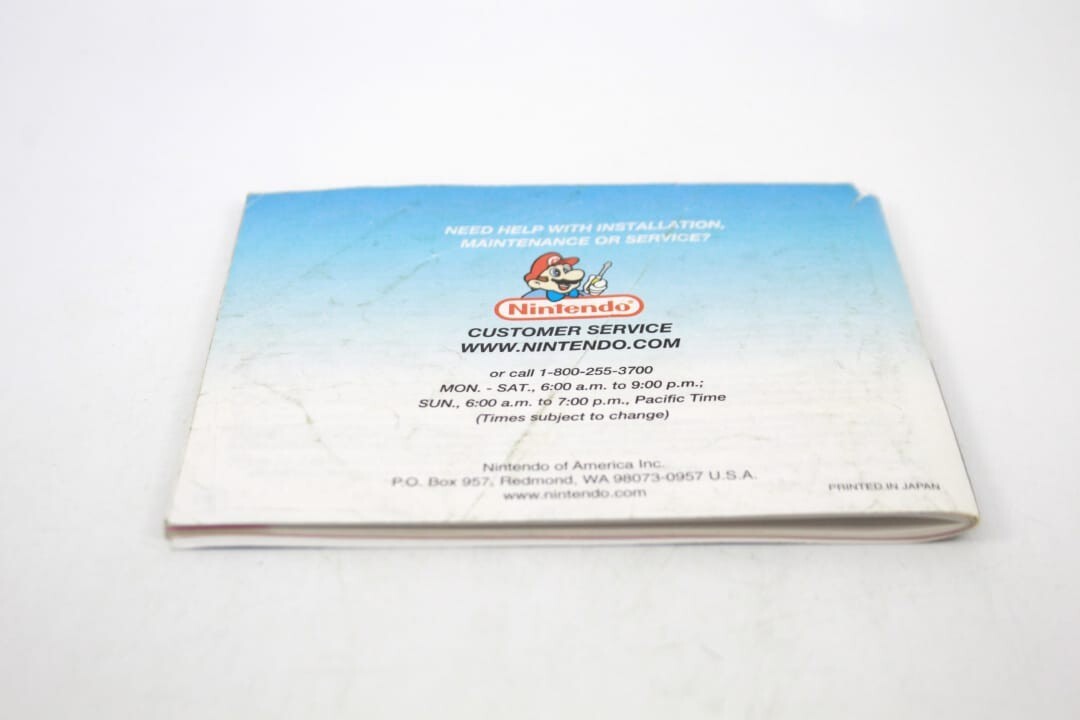 NEED HELP WITH INSTALLATION,
MAINTENANCE OR SERVICE?
Nintendo®
CUSTOMER SERVICE
WWW.NINTENDO.COM
or call 1-800-255-3700
MON. - SAT., 6:00 a.m. to 9:00 p.m.;
SUN., 6:00 a.m. to 7:00 p.m., Pacific Time
(Times subject to change)
Nintendo of America Inc.
P.O. Box 957, Redmond, WA 98073-0957 U.S.A.
www.nintendo.com
PRINTED IN JAPAN